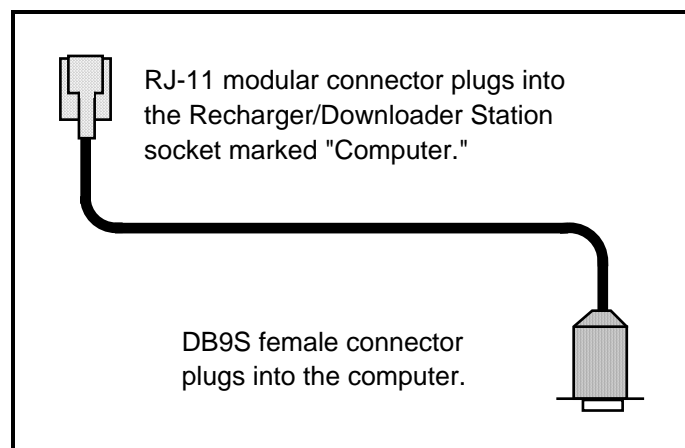 RJ-11 modular connector plugs into
the Recharger/Downloader Station
socket marked "Computer."
DB9S female connector
plugs into the computer.